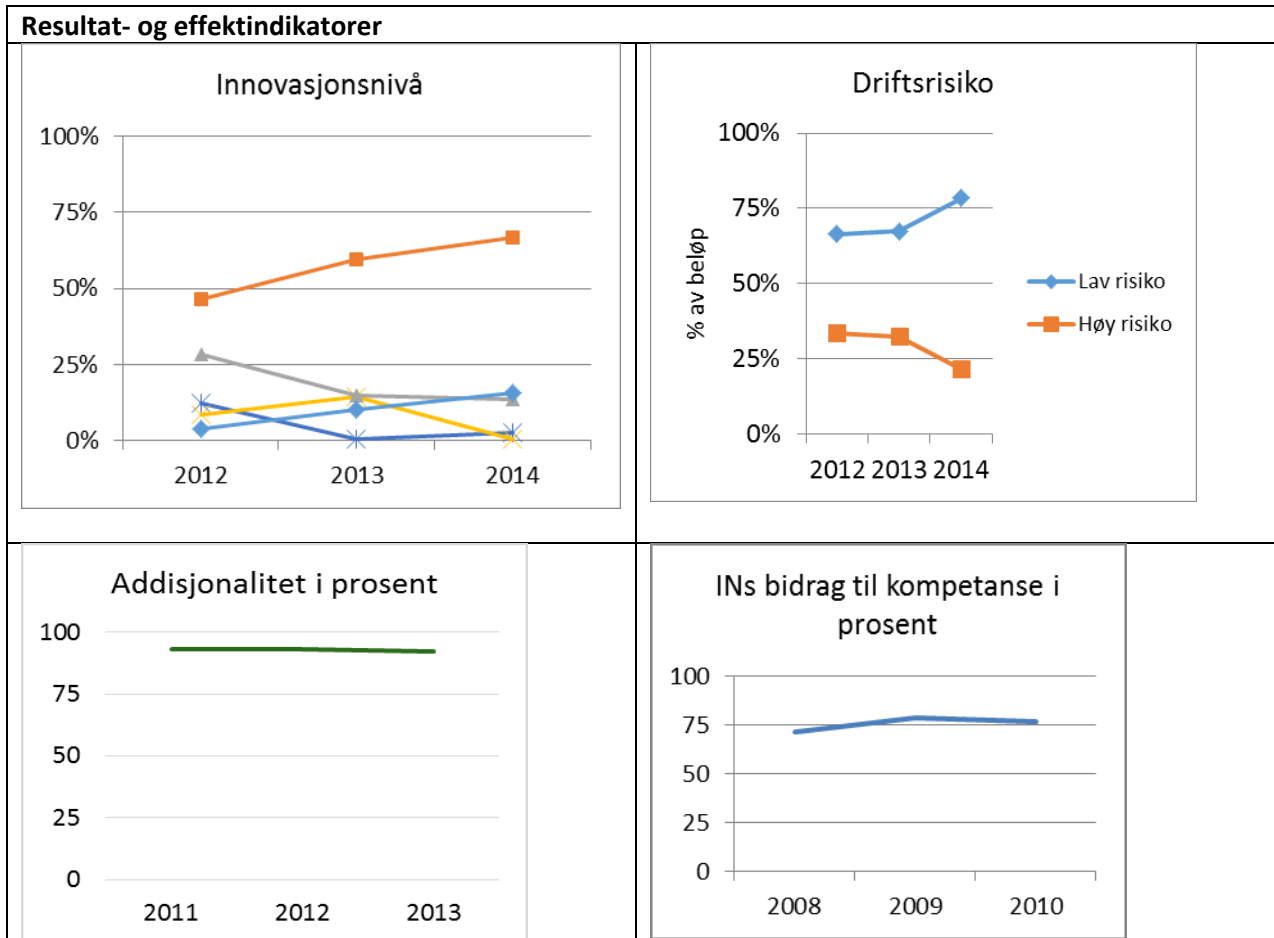 Resultat- og effektindikatorer
Innovasjonsnivå
100%
75%
50%
25%
0%
2012 2013 2014
Driftsrisiko
% av beløp
100%
75%
50%
25%
0%
2012 2013 2014
Lav risiko
Høy risiko
Addisjonalitet i prosent
100
75
50
25
0
2011 2012 2013
INs bidrag til kompetanse i
prosent
100
75
50
25
0
2008 2009 2010